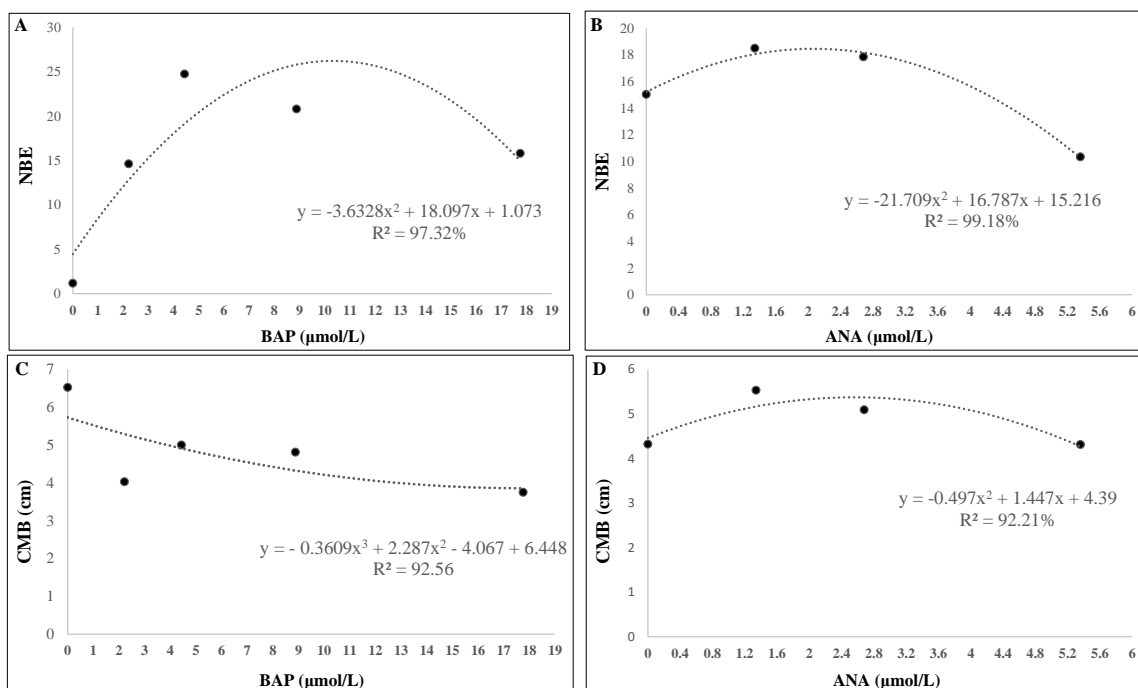 A
NBE
30
25
20
15
10
5
0
y = -3.6328x² + 18.097x + 1.073
R² = 97.32%
0 1 2 3 4 5 6 7 8 9 10 11 12 13 14 15 16 17 18 19
BAP (µmol/L)
B
NBE
20
18
16
14
12
10
8
6
4
2
0
y = -21.709x² + 16.787x + 15.216
R² = 99.18%
0 0.4 0.8 1.2 1.6 2 2.4 2.8 3.2 3.6 4 4.4 4.8 5.2 5.6 6
ANA (µmol/L)
C
CMB (cm)
7
6
5
4
3
2
1
0
y = - 0.3609x³ + 2.287x² - 4.067 + 6.448
R² = 92.56
0 1 2 3 4 5 6 7 8 9 10 11 12 13 14 15 16 17 18 19
BAP (µmol/L)
D
CMB (cm)
6
5
4
3
2
1
0
y = -0.497x² + 1.447x + 4.39
R² = 92.21%
0 0.4 0.8 1.2 1.6 2 2.4 2.8 3.2 3.6 4 4.4 4.8 5.2 5.6 6
ANA (µmol/L)